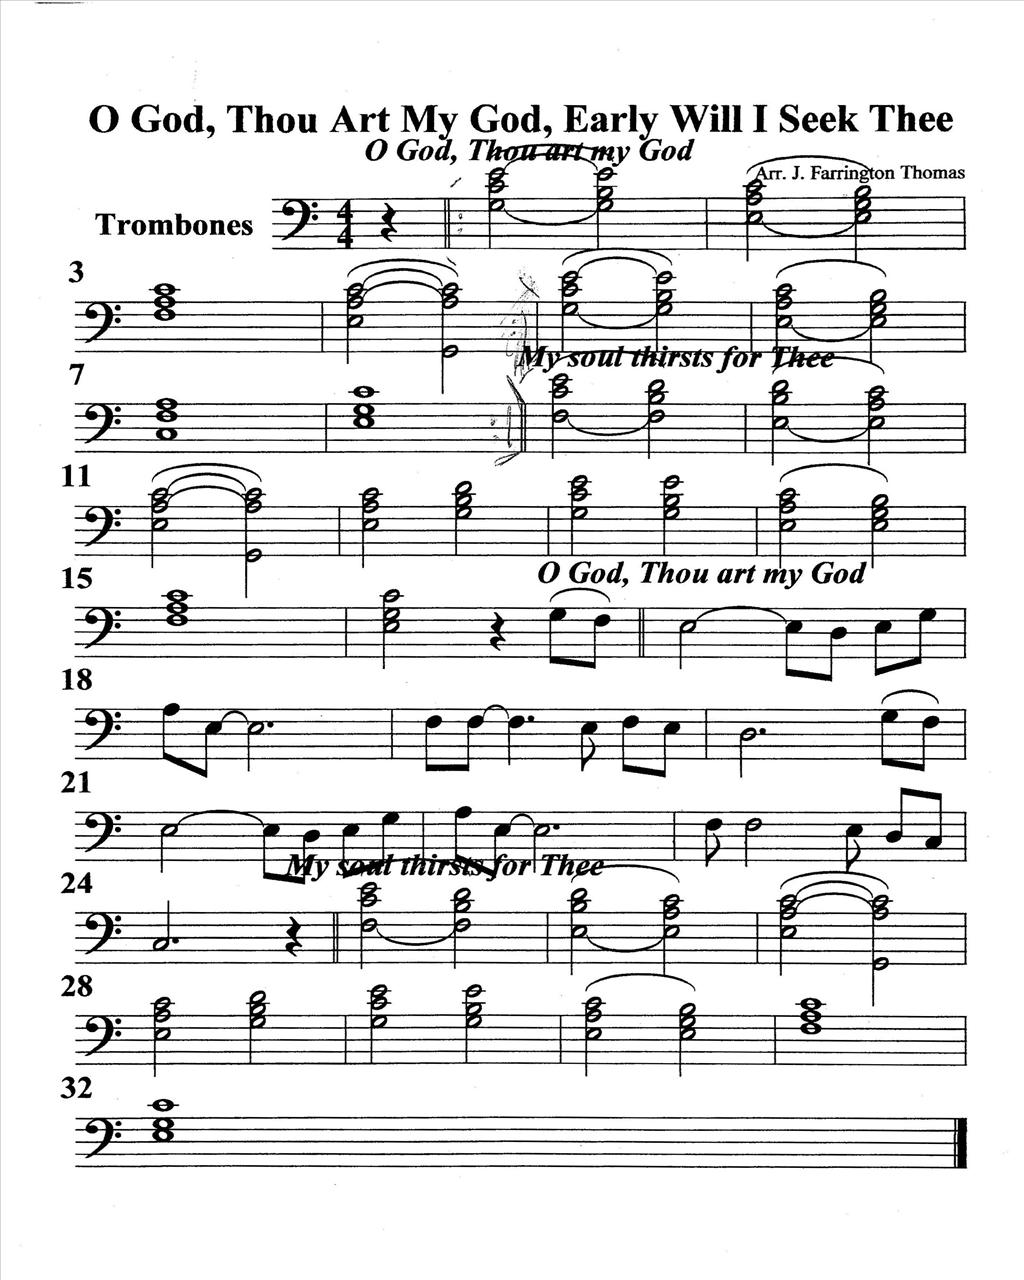 O God, Thou Art My God, Early Will I Seek Thee
O God, Thou art my God
Arr. J. Farrington Thomas
Trombones
4
4
3
My soul thirsts for Thee
7
11
O God, Thou art my God
15
18
21
My soul thirsts for Thee
24
28
32